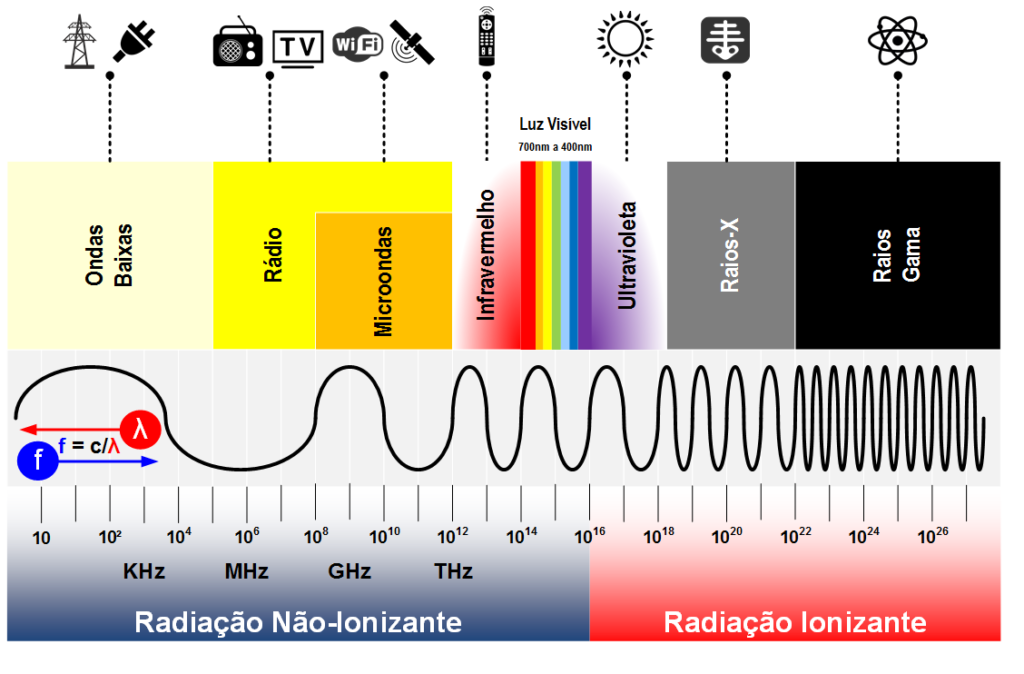 TV
WiFi
Luz Visível
700nm a 400nm
Ondas
Baixas
Rádio
Microondas
Infravermelho
Ultravioleta
Raios-X
Raios
Gama
λ
f = c/λ
f
10 10² 10⁴ 10⁶ 10⁸ 10¹⁰ 10¹² 10¹⁴ 10¹⁶ 10¹⁸ 10²⁰ 10²² 10²⁴ 10²⁶
KHz MHz GHz THz
Radiação Não-Ionizante Radiação Ionizante